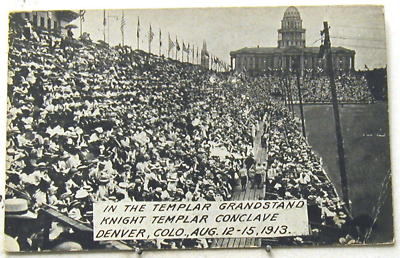 IN THE TEMPLAR GRANDSTAND
KNIGHT TEMPLAR CONCLAVE
DENVER, COLO., AUG. 12-15, 1913.